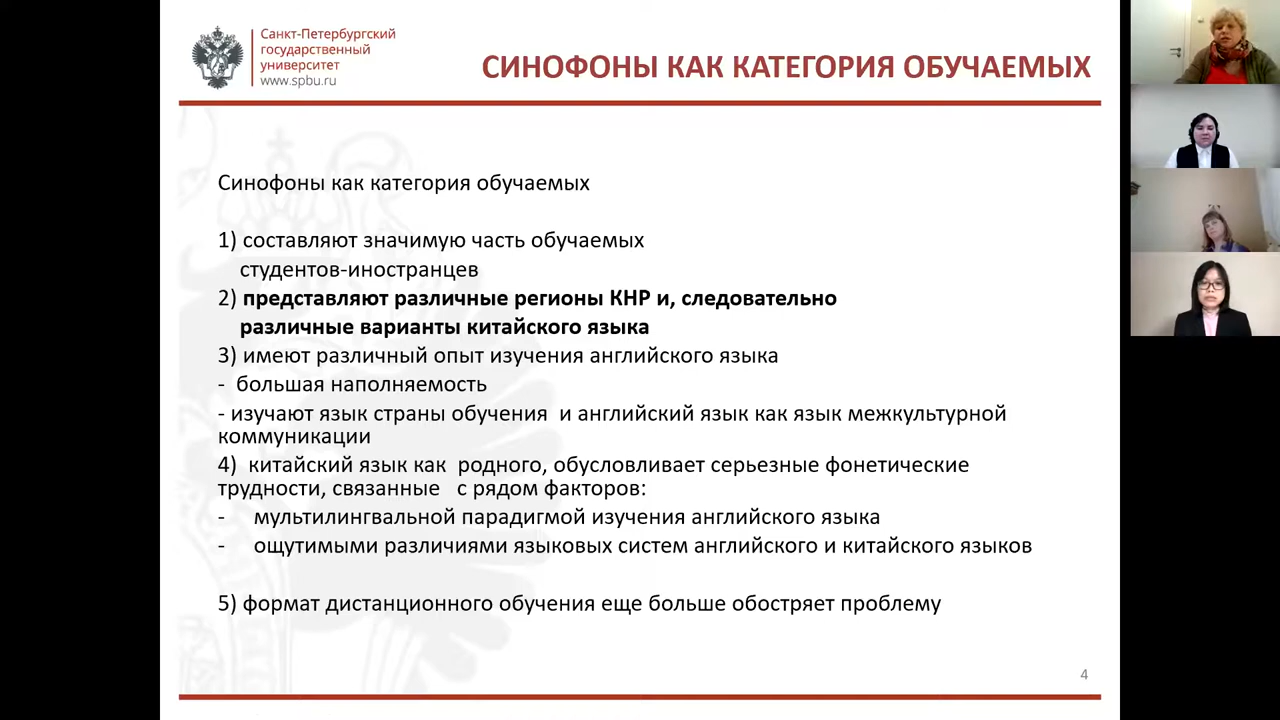 Санкт-Петербургский
государственный
университет
www.spbu.ru
СИНОФОНЫ КАК КАТЕГОРИЯ ОБУЧАЕМЫХ
Синофоны как категория обучаемых
1) составляют значимую часть обучаемых
студентов-иностранцев
2) представляют различные регионы КНР и, следовательно
различные варианты китайского языка
3) имеют различный опыт изучения английского языка
- большая наполняемость
- изучают язык страны обучения и английский язык как язык межкультурной
коммуникации
4) китайский язык как родного, обусловливает серьезные фонетические
трудности, связанные с рядом факторов:
- мультилингвальной парадигмой изучения английского языка
- ощутимыми различиями языковых систем английского и китайского языков
5) формат дистанционного обучения еще больше обостряет проблему
4